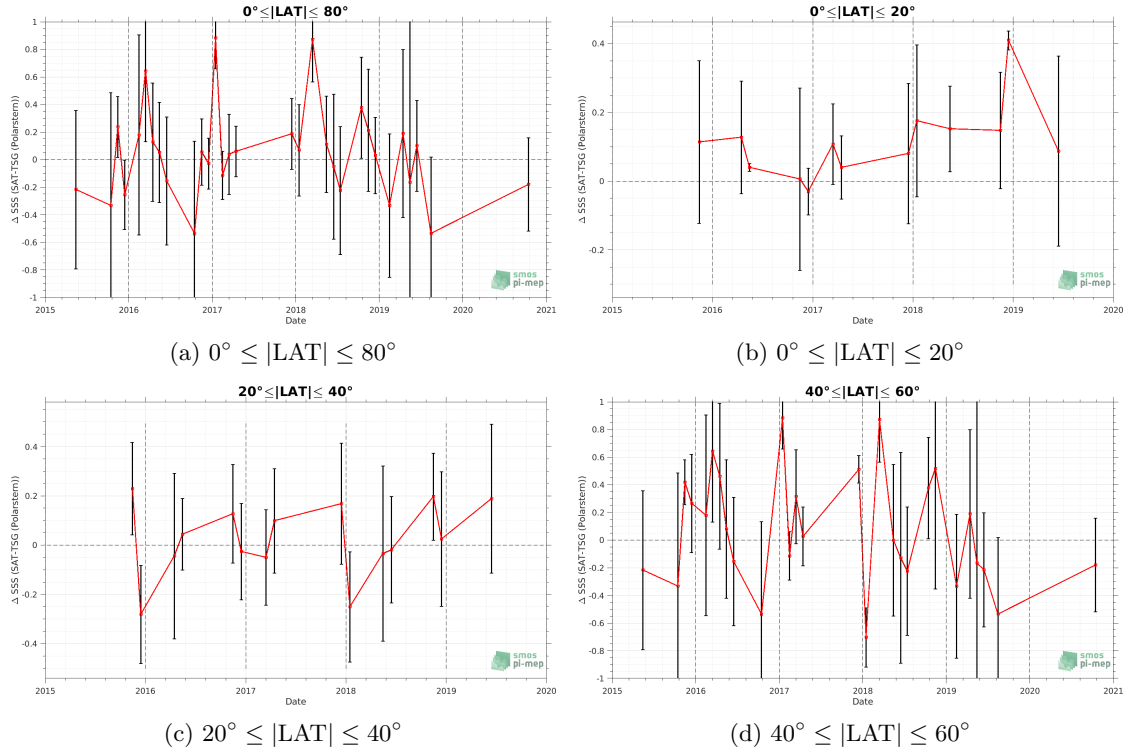 0°≤|LAT|≤ 80°
Δ SSS (SAT-TSG (Polarstern))
1
0.8
0.6
0.4
0.2
0
-0.2
-0.4
-0.6
-0.8
-1
2015
2016
2017
2018
2019
2020
2021
Date
smos
pi-mep
(a) 0° ≤ |LAT| ≤ 80°
0°≤|LAT|≤ 20°
Δ SSS (SAT-TSG (Polarstern))
0.4
0.2
0
-0.2
2015
2016
2017
2018
2019
2020
Date
smos
pi-mep
(b) 0° ≤ |LAT| ≤ 20°
20°≤|LAT|≤ 40°
Δ SSS (SAT-TSG (Polarstern))
0.4
0.2
0
-0.2
-0.4
2015
2016
2017
2018
2019
2020
Date
smos
pi-mep
(c) 20° ≤ |LAT| ≤ 40°
40°≤|LAT|≤ 60°
Δ SSS (SAT-TSG (Polarstern))
1
0.8
0.6
0.4
0.2
0
-0.2
-0.4
-0.6
-0.8
-1
2015
2016
2017
2018
2019
2020
2021
Date
smos
pi-mep
(d) 40° ≤ |LAT| ≤ 60°